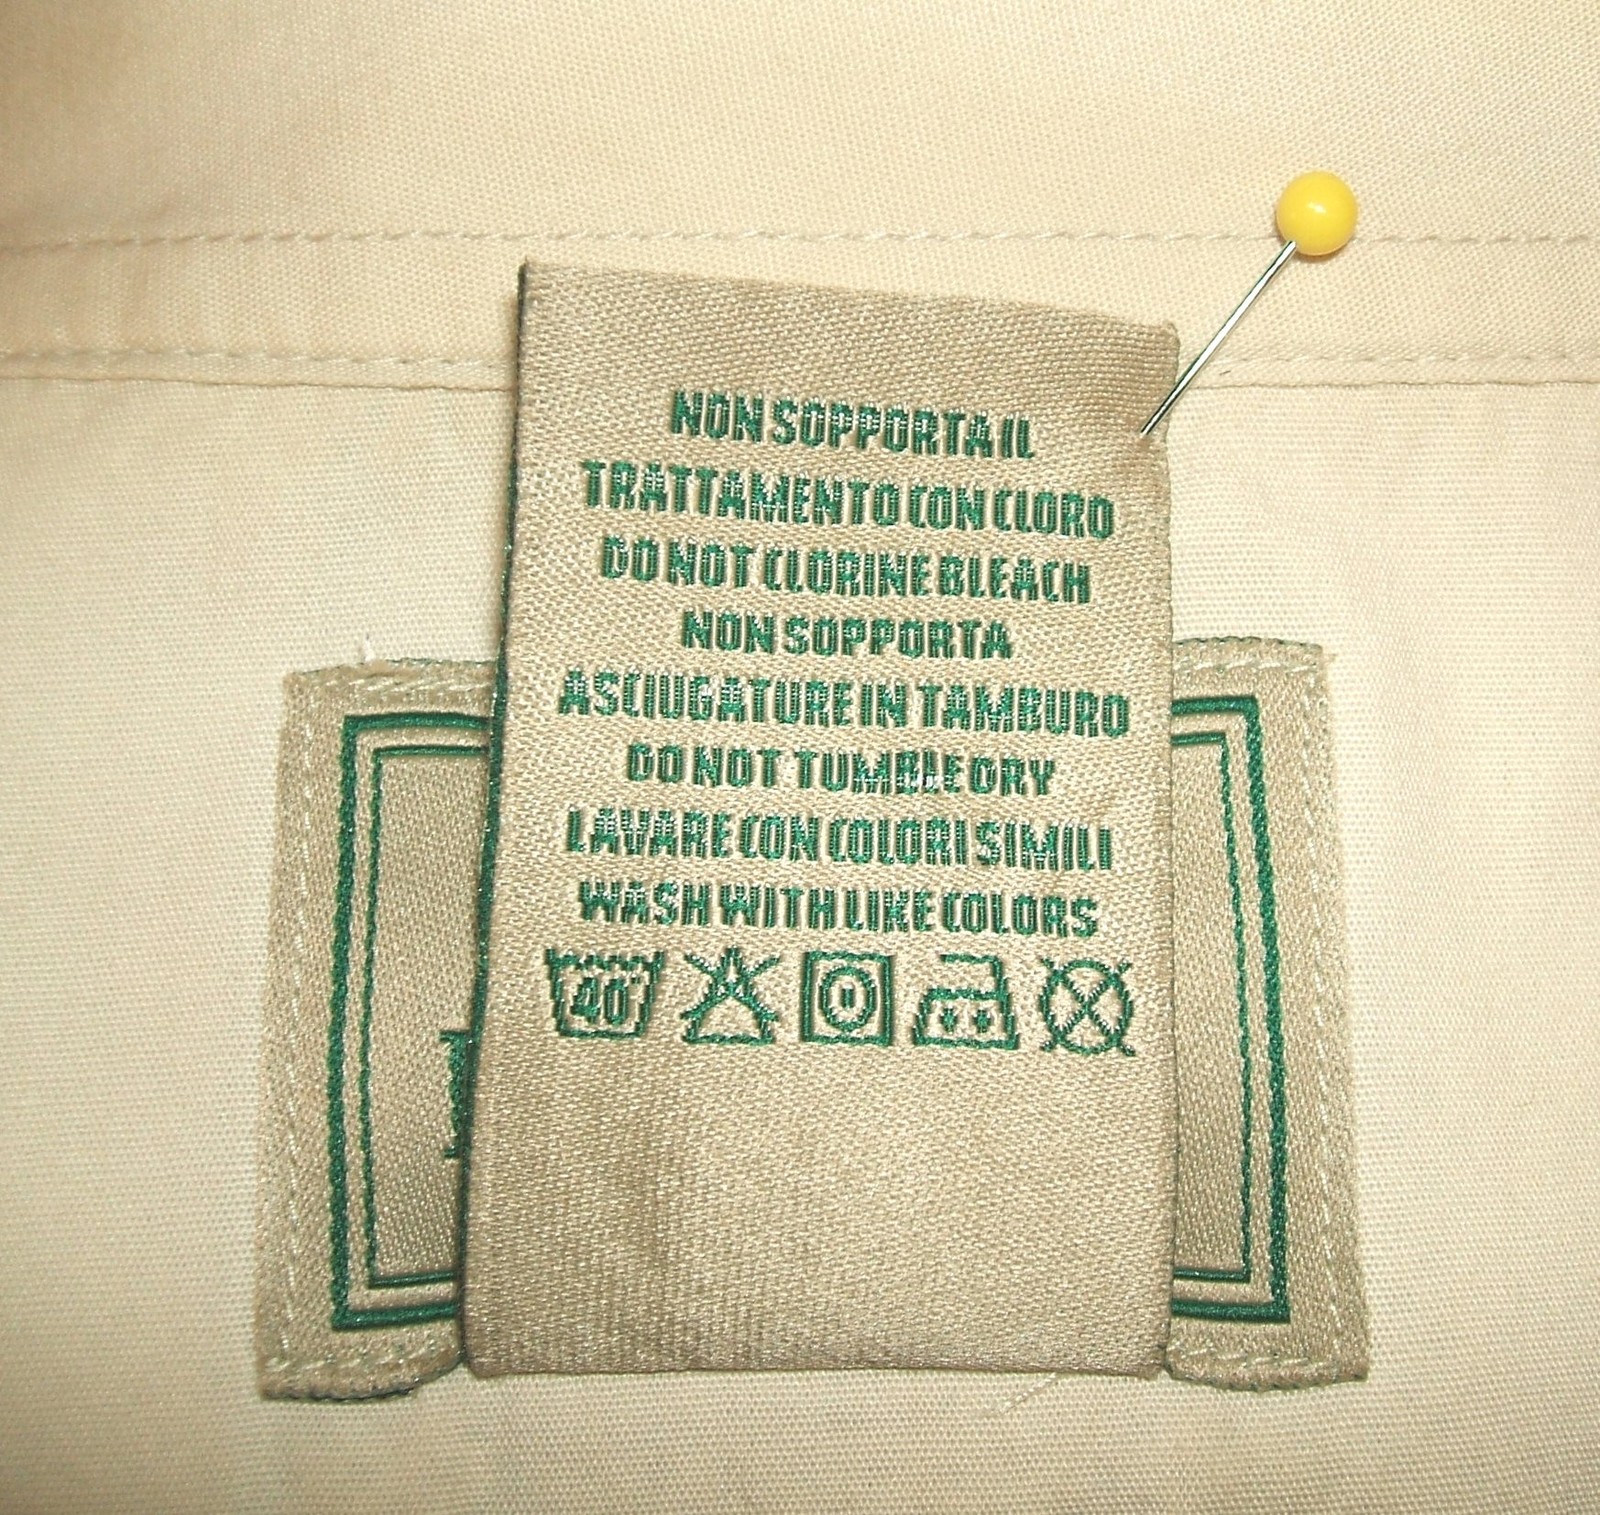 NON SOPPORTA IL
TRATTAMENTO CON CLORO
DO NOT CLORINE BLEACH
NON SOPPORTA
ASCIUGATURE IN TAMBURO
DO NOT TUMBLE DRY
LAVARE CON COLORI SIMILI
WASH WITH LIKE COLORS
40°